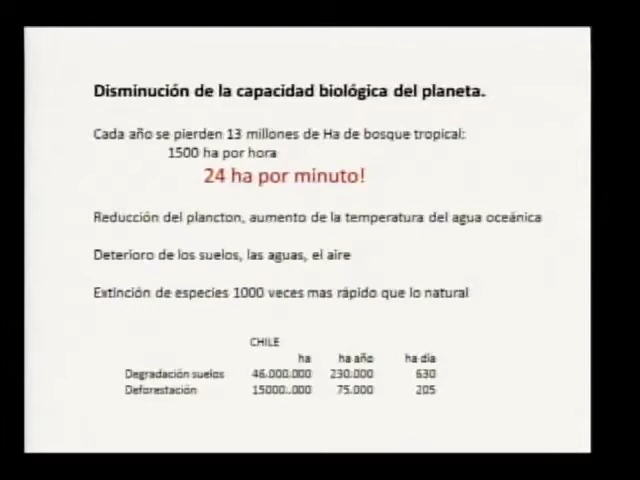 Disminución de la capacidad biológica del planeta.
Cada año se pierden 13 millones de Ha de bosque tropical:
1500 ha por hora
24 ha por minuto!
Reducción del plancton, aumento de la temperatura del agua oceánica
Deterioro de los suelos, las aguas, el aire
Extinción de especies 1000 veces mas rápido que lo natural
CHILE
ha ha año ha día
Degradación suelos 46.000.000 230.000 630
Deforestación 15000..000 75.000 205